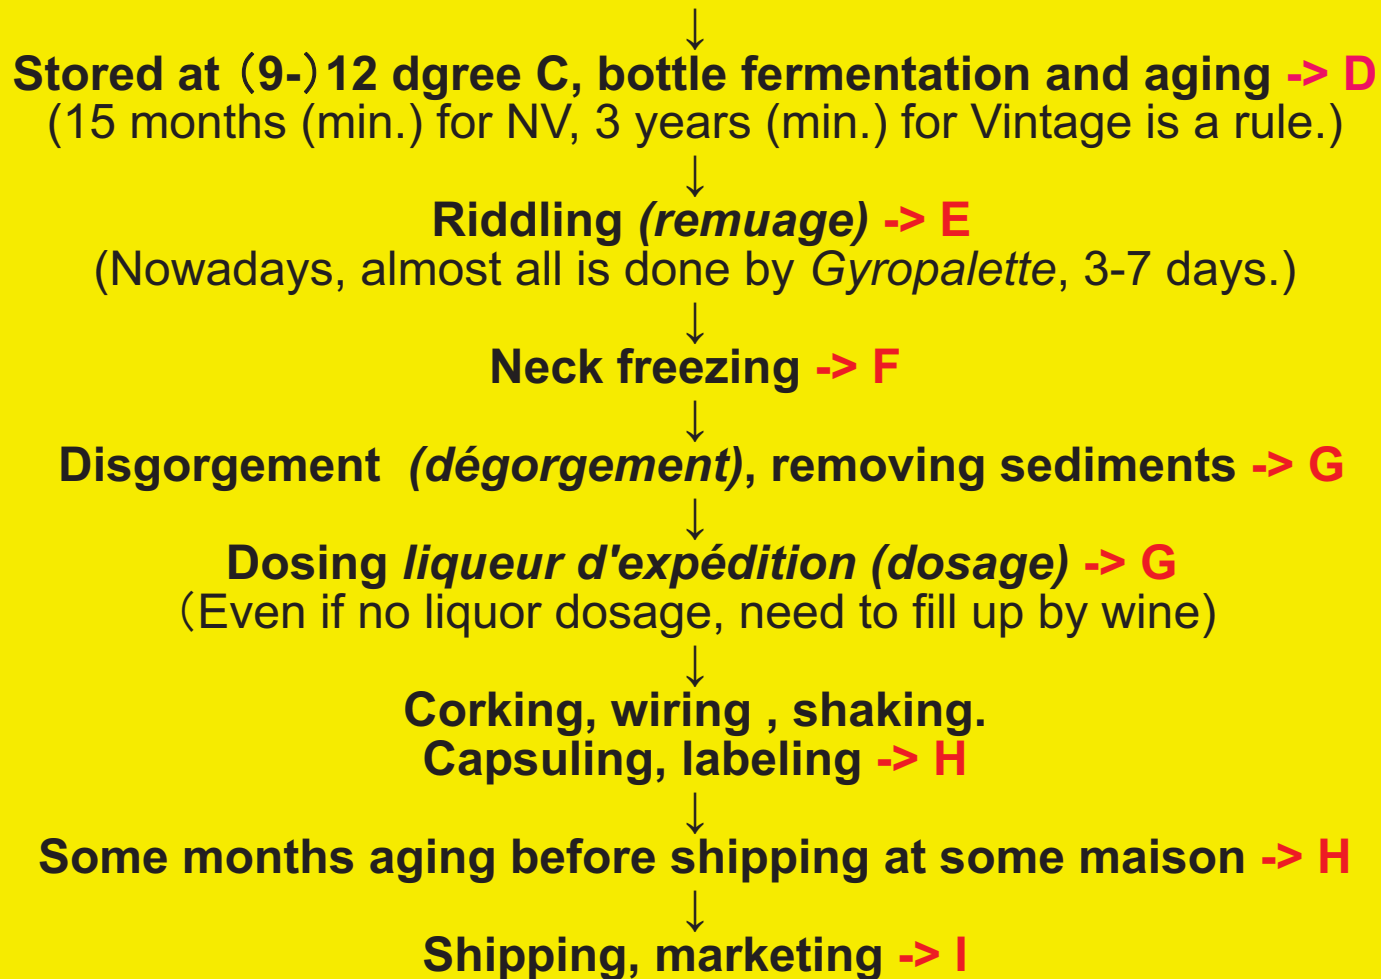 ↓
Stored at （9-）12 dgree C, bottle fermentation and aging -> D
(15 months (min.) for NV, 3 years (min.) for Vintage is a rule.)
↓
Riddling (remuage) -> E
(Nowadays, almost all is done by Gyropalette, 3-7 days.)
↓
Neck freezing -> F
↓
Disgorgement (dégorgement), removing sediments -> G
↓
Dosing liqueur d'expédition (dosage) -> G
（Even if no liquor dosage, need to fill up by wine)
↓
Corking, wiring , shaking.
Capsuling, labeling -> H
↓
Some months aging before shipping at some maison -> H
↓
Shipping, marketing -> I